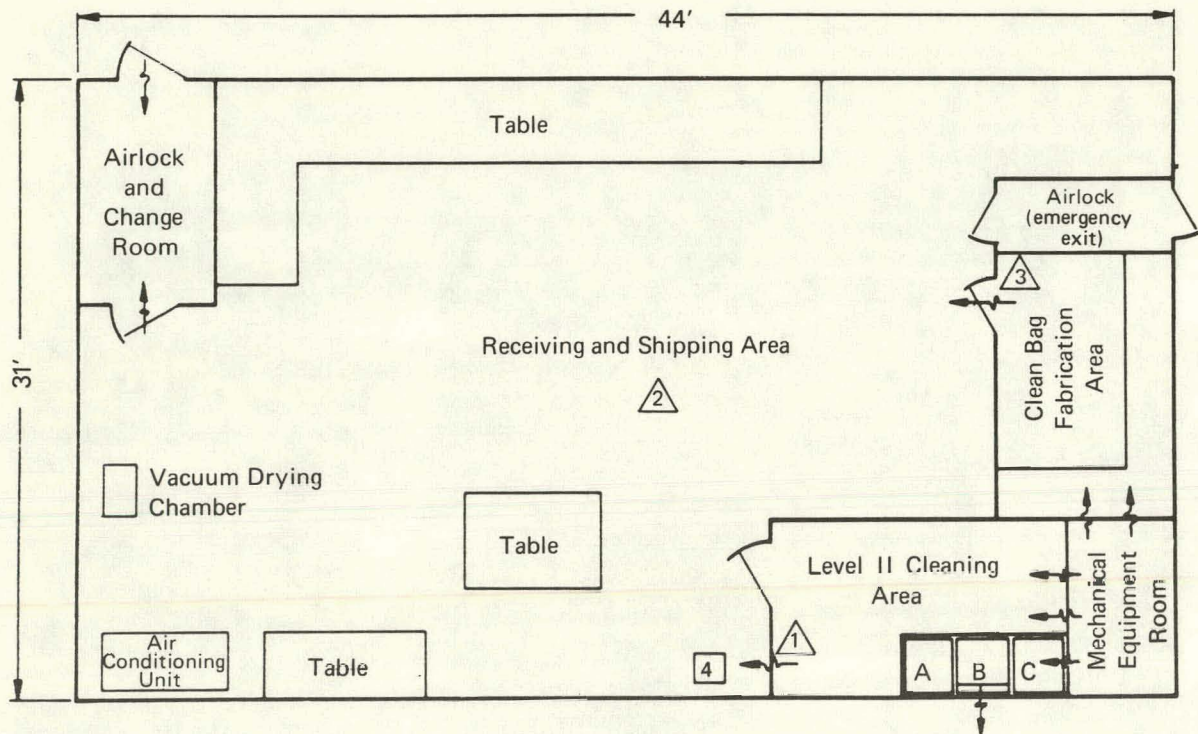 44'
Table
Airlock
and
Change
Room
Airlock
(emergency
exit)
3
Clean Bag
Fabrication
Area
31'
Receiving and Shipping Area
2
Vacuum Drying
Chamber
Table
Level II Cleaning
Area
Mechanical
Equipment
Room
Air
Conditioning
Unit
Table
4
1
A
B
C